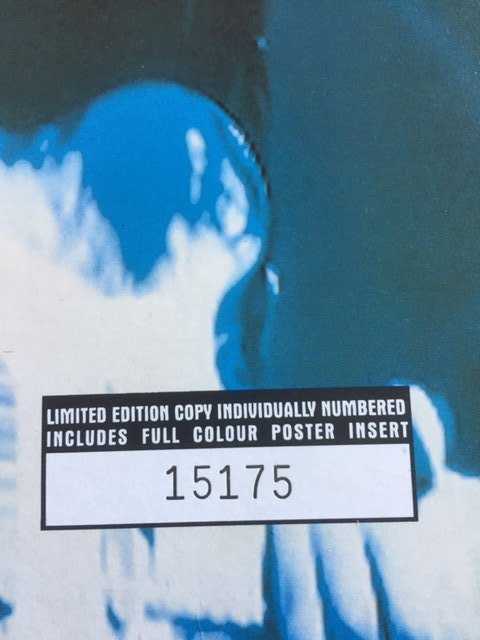 LIMITED EDITION COPY INDIVIDUALLY NUMBERED
INCLUDES FULL COLOUR POSTER INSERT
15175